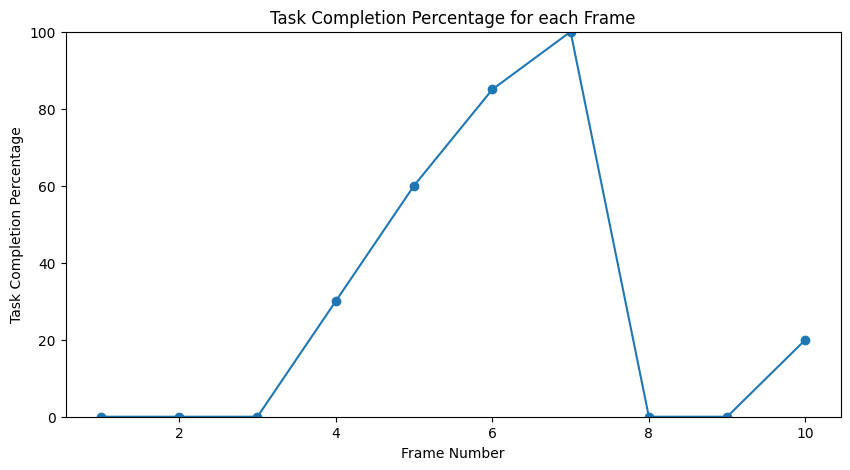 Task Completion Percentage for each Frame
100
80
60
40
20
0
Task Completion Percentage
2 4 6 8 10
Frame Number